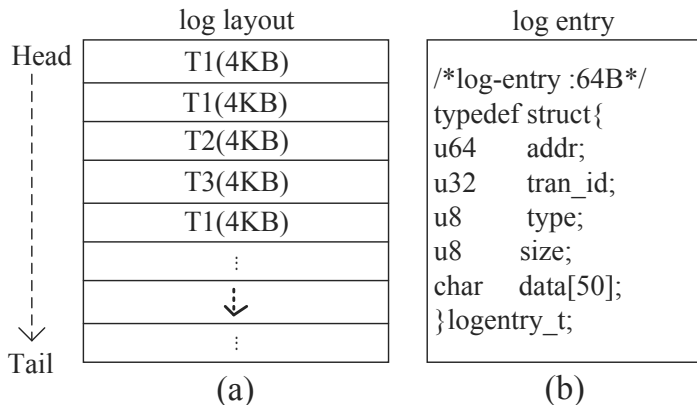 log layout
Head
T1(4KB)
T1(4KB)
T2(4KB)
T3(4KB)
T1(4KB)
⋮
⋮
Tail
(a)
log entry
/*log-entry :64B*/
typedef struct{
u64 addr;
u32 tran_id;
u8 type;
u8 size;
char data[50];
}logentry_t;
(b)